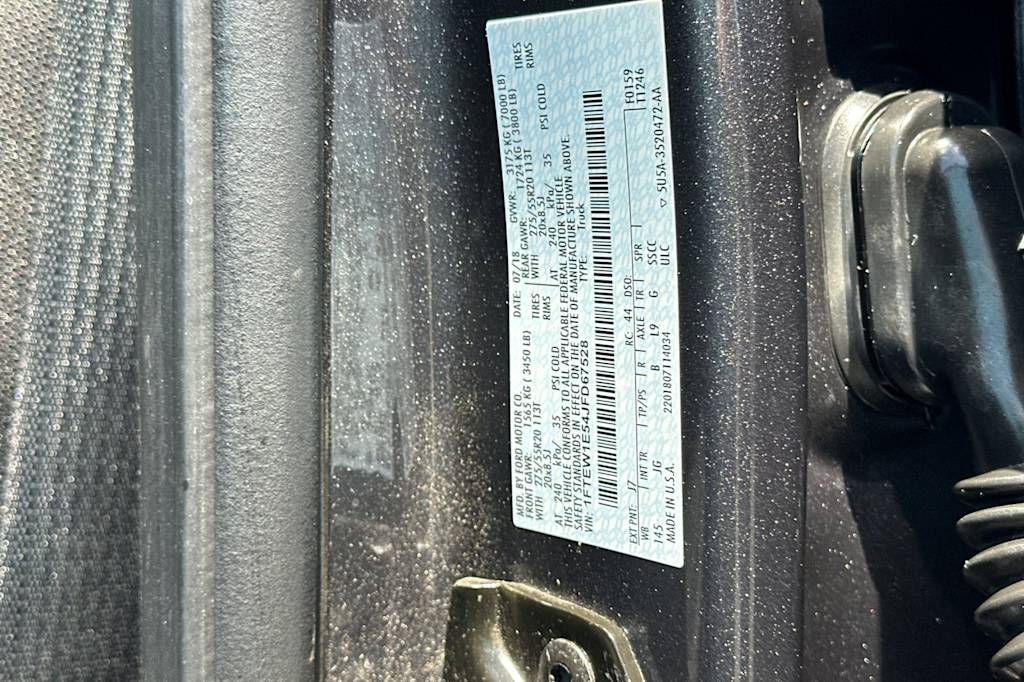 MFD. BY FORD MOTOR CO.
DATE: 07/18 GVWR: 3175 KG ( 7000 LB)
FRONT GAWR: 1565 KG ( 3450 LB) REAR GAWR: 1724 KG ( 3800 LB)
WITH 275/55R20 113T TIRES WITH 275/55R20 113T TIRES
20x8.5J RIMS 20x8.5J RIMS
AT 240 kPa/ 35 PSI COLD AT 240 kPa/ 35 PSI COLD
THIS VEHICLE CONFORMS TO ALL APPLICABLE FEDERAL MOTOR VEHICLE
SAFETY STANDARDS IN EFFECT ON THE DATE OF MANUFACTURE SHOWN ABOVE.
VIN: 1FTEW1E54JFD67528 TYPE: Truck
EXT PNT: J7 RC: 44 DSO: F0159
WB INT TR TP/PS R AXLE TR SPR T1246
145 JG B L9 G SSCC
ULC
MADE IN U.S.A. 2201807114034 5U5A-3520472-AA